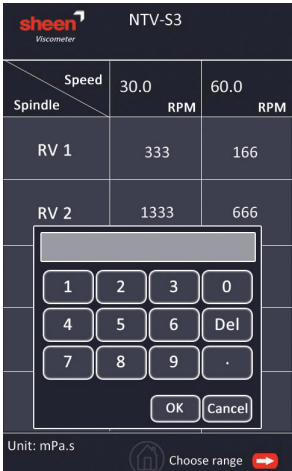 sheen
Viscometer
NTV-S3
Speed
Spindle
30.0
RPM
60.0
RPM
RV 1 333 166
RV 2 1333 666
1 2 3 0
4 5 6 Del
7 8 9 .
OK Cancel
Unit: mPa.s
Choose range